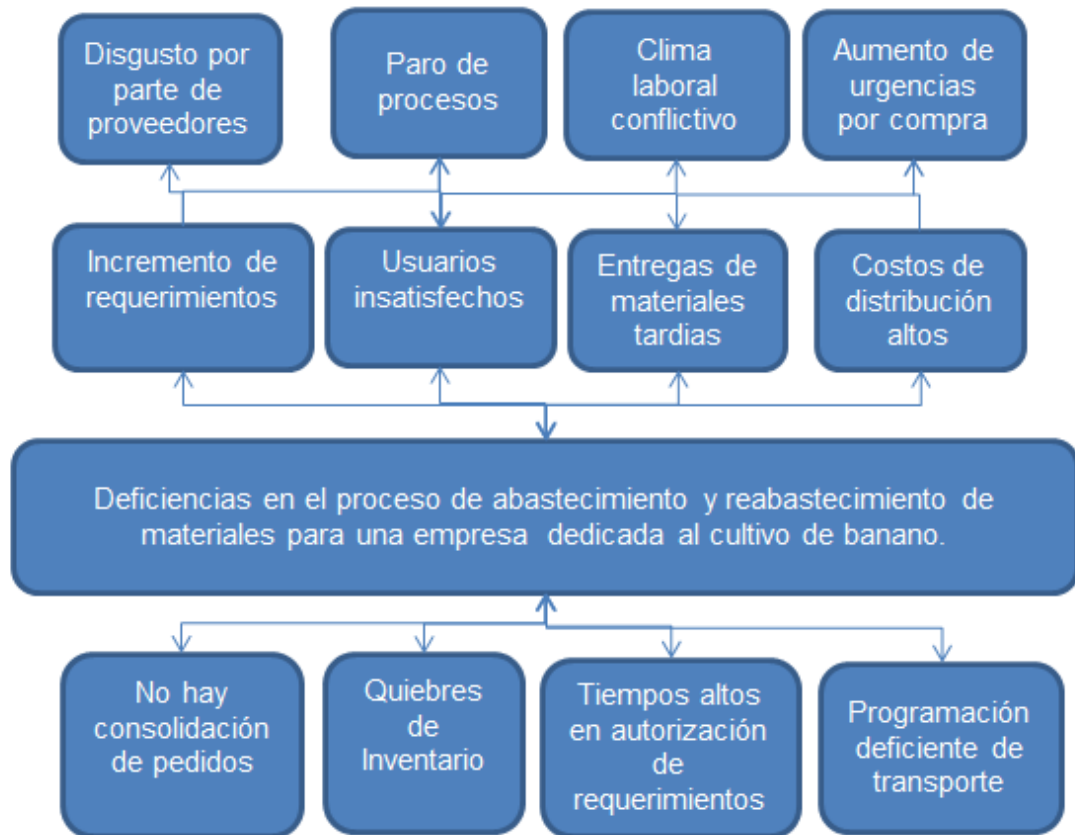 Disgusto por
parte de
proveedores
Paro de
procesos
Clima
laboral
conflictivo
Aumento de
urgencias
por compra
Incremento de
requerimientos
Usuarios
insatisfechos
Entregas de
materiales
tardias
Costos de
distribución
altos
Deficiencias en el proceso de abastecimiento y reabastecimiento de
materiales para una empresa dedicada al cultivo de banano.
No hay
consolidación
de pedidos
Quiebres
de
Inventario
Tiempos altos
en autorización
de
requerimientos
Programación
deficiente de
transporte